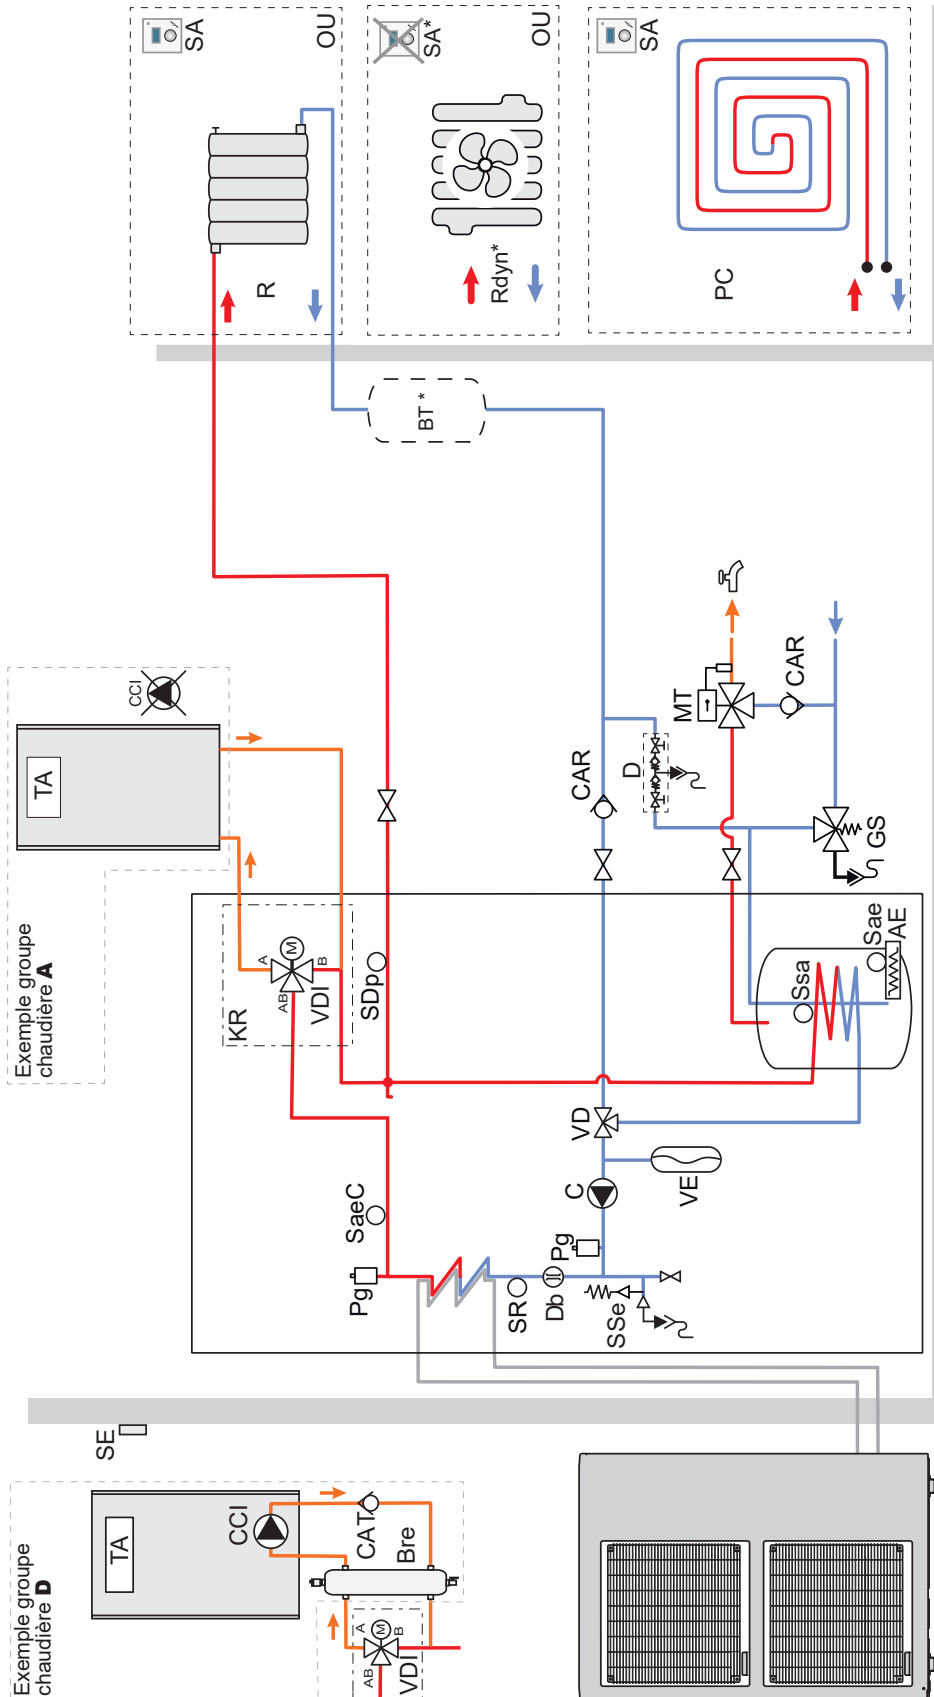 SA
OU
SA*
OU
SA
R
Rdyn*
PC
BT *
TA
CCI
Exemple groupe
chaudière A
KR
A
AB
M
B
VDI
SDp
CAR
D
MT
CAR
GS
Ssa
Sae
AE
VD
C
VE
SaeC
Pg
Pg
SR
Db
SSe
SE
Exemple groupe
chaudière D
TA
CCI
CAT
Bre
A
M
B
AB
VDI